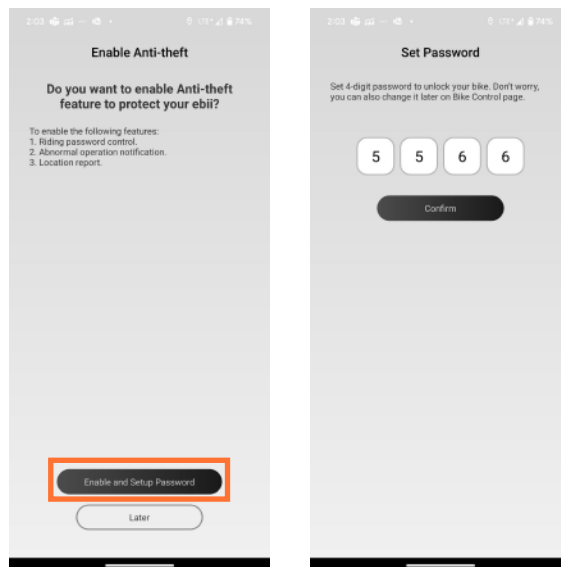 2:03
74%
Enable Anti-theft
Do you want to enable Anti-theft
feature to protect your ebii?
To enable the following features:
1. Riding password control.
2. Abnormal operation notification.
3. Location report.
Enable and Setup Password
Later
2:03
74%
Set Password
Set 4-digit password to unlock your bike. Don't worry,
you can also change it later on Bike Control page.
5 5 6 6
Confirm